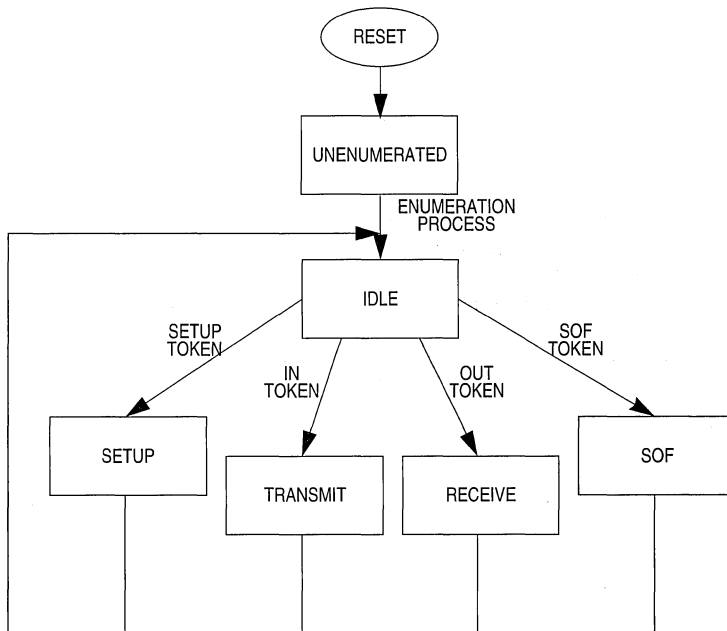 RESET
UNENUMERATED
ENUMERATION
PROCESS
IDLE
SETUP
TOKEN
IN
TOKEN
OUT
TOKEN
SOF
TOKEN
SETUP
TRANSMIT
RECEIVE
SOF